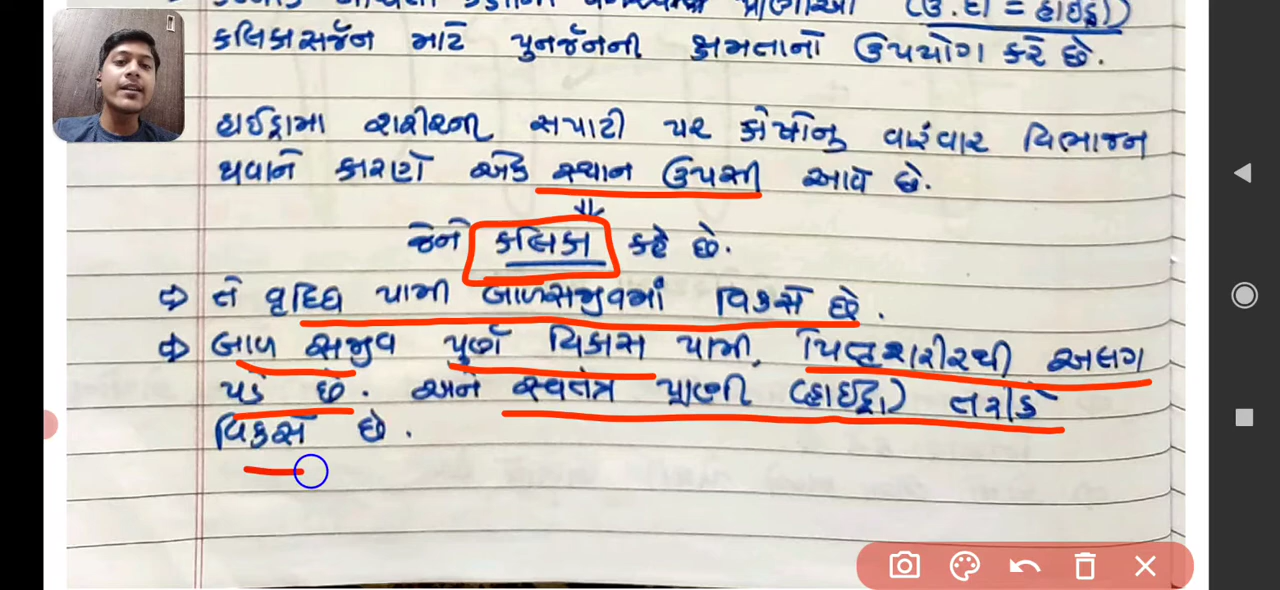 પ્રાણીઓ (ઉ.દા = હાઈડ્રા)
કલિકાસર્જન માટે પુનર્જનની ક્ષમતાનો ઉપયોગ કરે છે.
હાઈડ્રામા શરીરની સપાટી પર કોષોનુ વારંવાર વિભાજન
થવાને કારણે એક સ્થાન ઉપસી આવે છે.
જેને કલિકા કહે છે.
⇨ તે વૃદ્ધિ પામી બાળસજીવમાં વિકસે છે.
⇨ બાળ સજીવ પુર્ણ વિકાસ પામી, પિતૃશરીરથી અલગ
પડે છે. અને સ્વતંત્ર પ્રાણી (હાઈડ્રા) તરીકે
વિકસે છે.